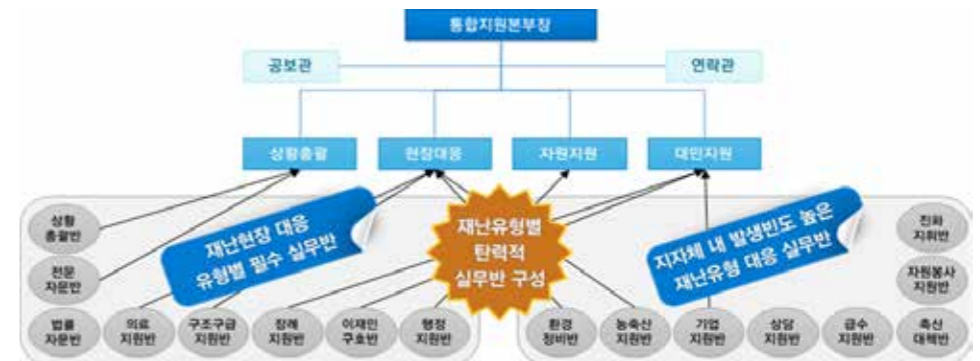 통합지원본부장
공보관
연락관
상황총괄
현장대응
자원지원
대민지원
재난현장 대응
유형별 필수 실무반
재난유형별
탄력적
실무반 구성
지자체 내 발생빈도 높은
재난유형 대응 실무반
상황
총괄반
전문
자문반
법률
자문반
의료
지원반
구조구급
지원반
장례
지원반
이재민
구호반
행정
지원반
환경
정비반
농축산
지원반
기업
지원반
상담
지원반
급수
지원반
축산
대책반
자원봉사
지원반
진화
지휘반